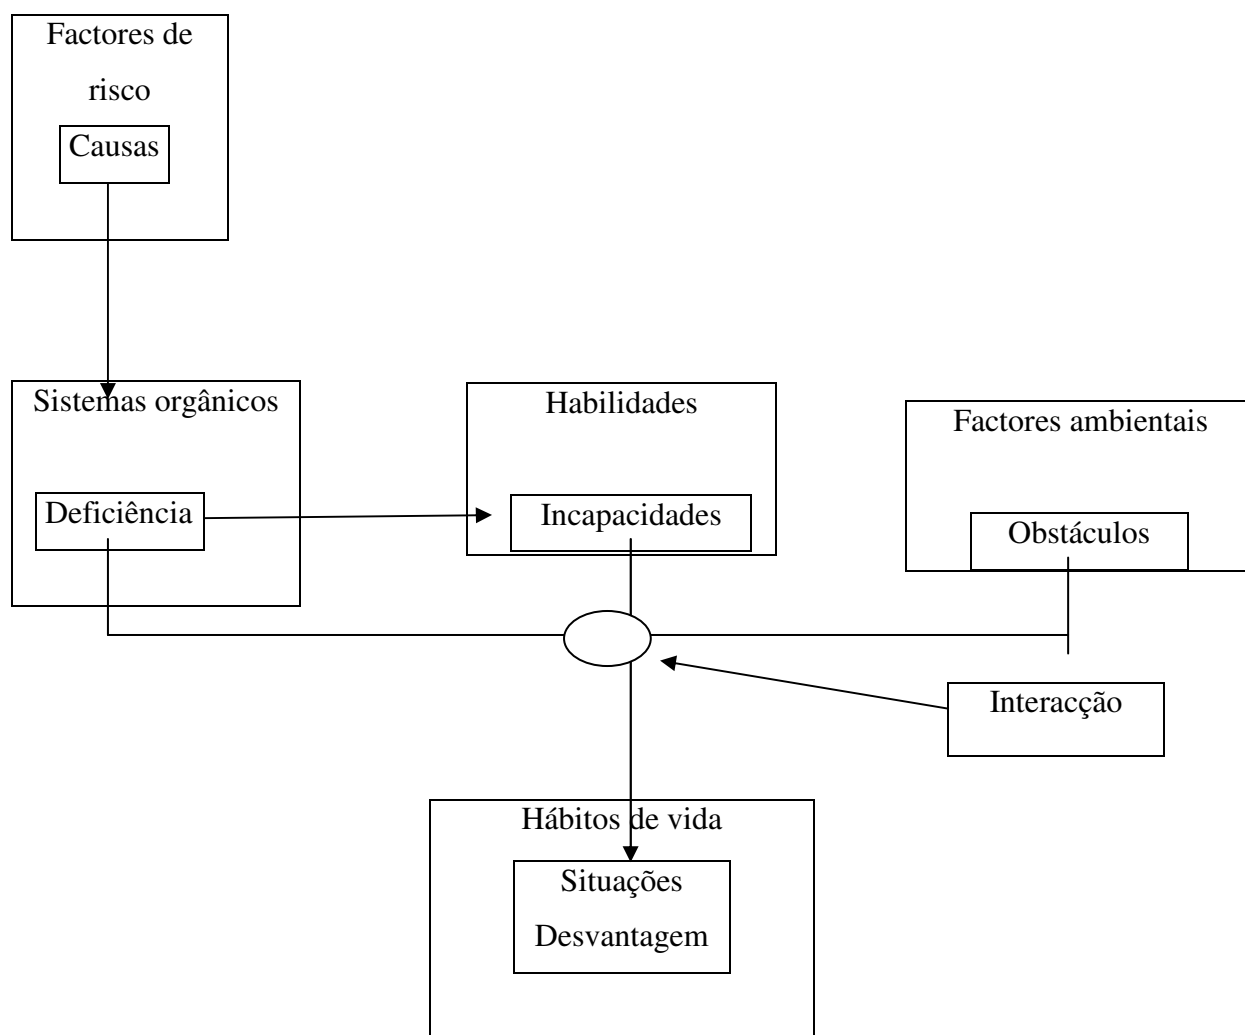 Factores de
risco
Causas
Sistemas orgânicos
Habilidades
Factores ambientais
Deficiência
Incapacidades
Obstáculos
Interacção
Hábitos de vida
Situações
Desvantagem